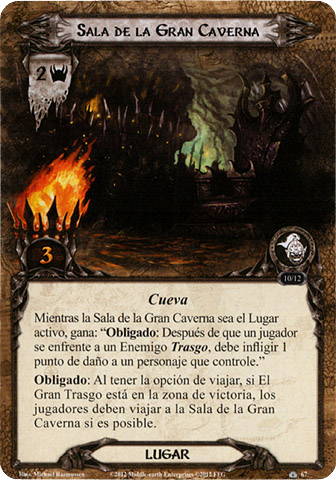 Sala de la Gran Caverna
2
3
10/12
Cueva
Mientras la Sala de la Gran Caverna sea el Lugar
activo, gana: “Obligado: Después de que un jugador
se enfrente a un Enemigo Trasgo, debe infligir 1
punto de daño a un personaje que controle.”
Obligado: Al tener la opción de viajar, si El
Gran Trasgo está en la zona de victoria, los
jugadores deben viajar a la Sala de la Gran
Caverna si es posible.
LUGAR
Ilus. Michael Rasmussen ©2012 Middle-earth Enterprises ©2012 FFG 67